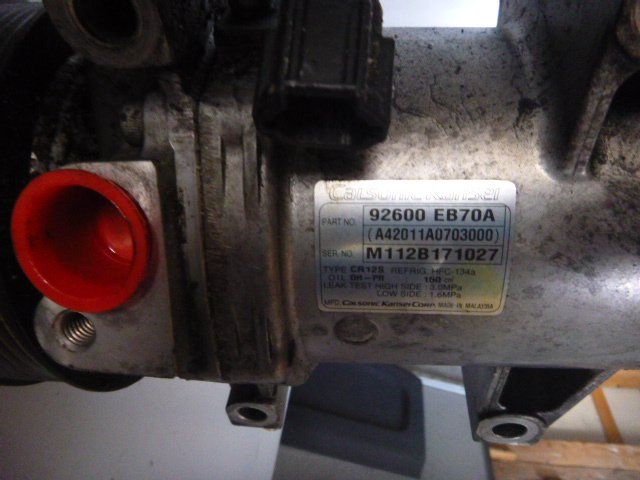 Calsonic Kansei
PART NO. 92600 EB70A
(A42011A0703000)
SER. NO. M112B171027
TYPE CR12S REFRIG. HFC-134a
OIL DH-PR 160 cc
LEAK TEST HIGH SIDE : 3.0MPa
LOW SIDE : 1.6MPa
MFD. Calsonic Kansei Corp. MADE IN MALAYSIA